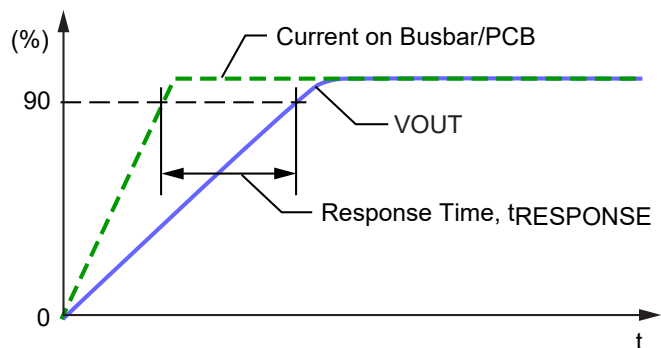 (%)
Current on Busbar/PCB
90
VOUT
Response Time, tRESPONSE
0
t